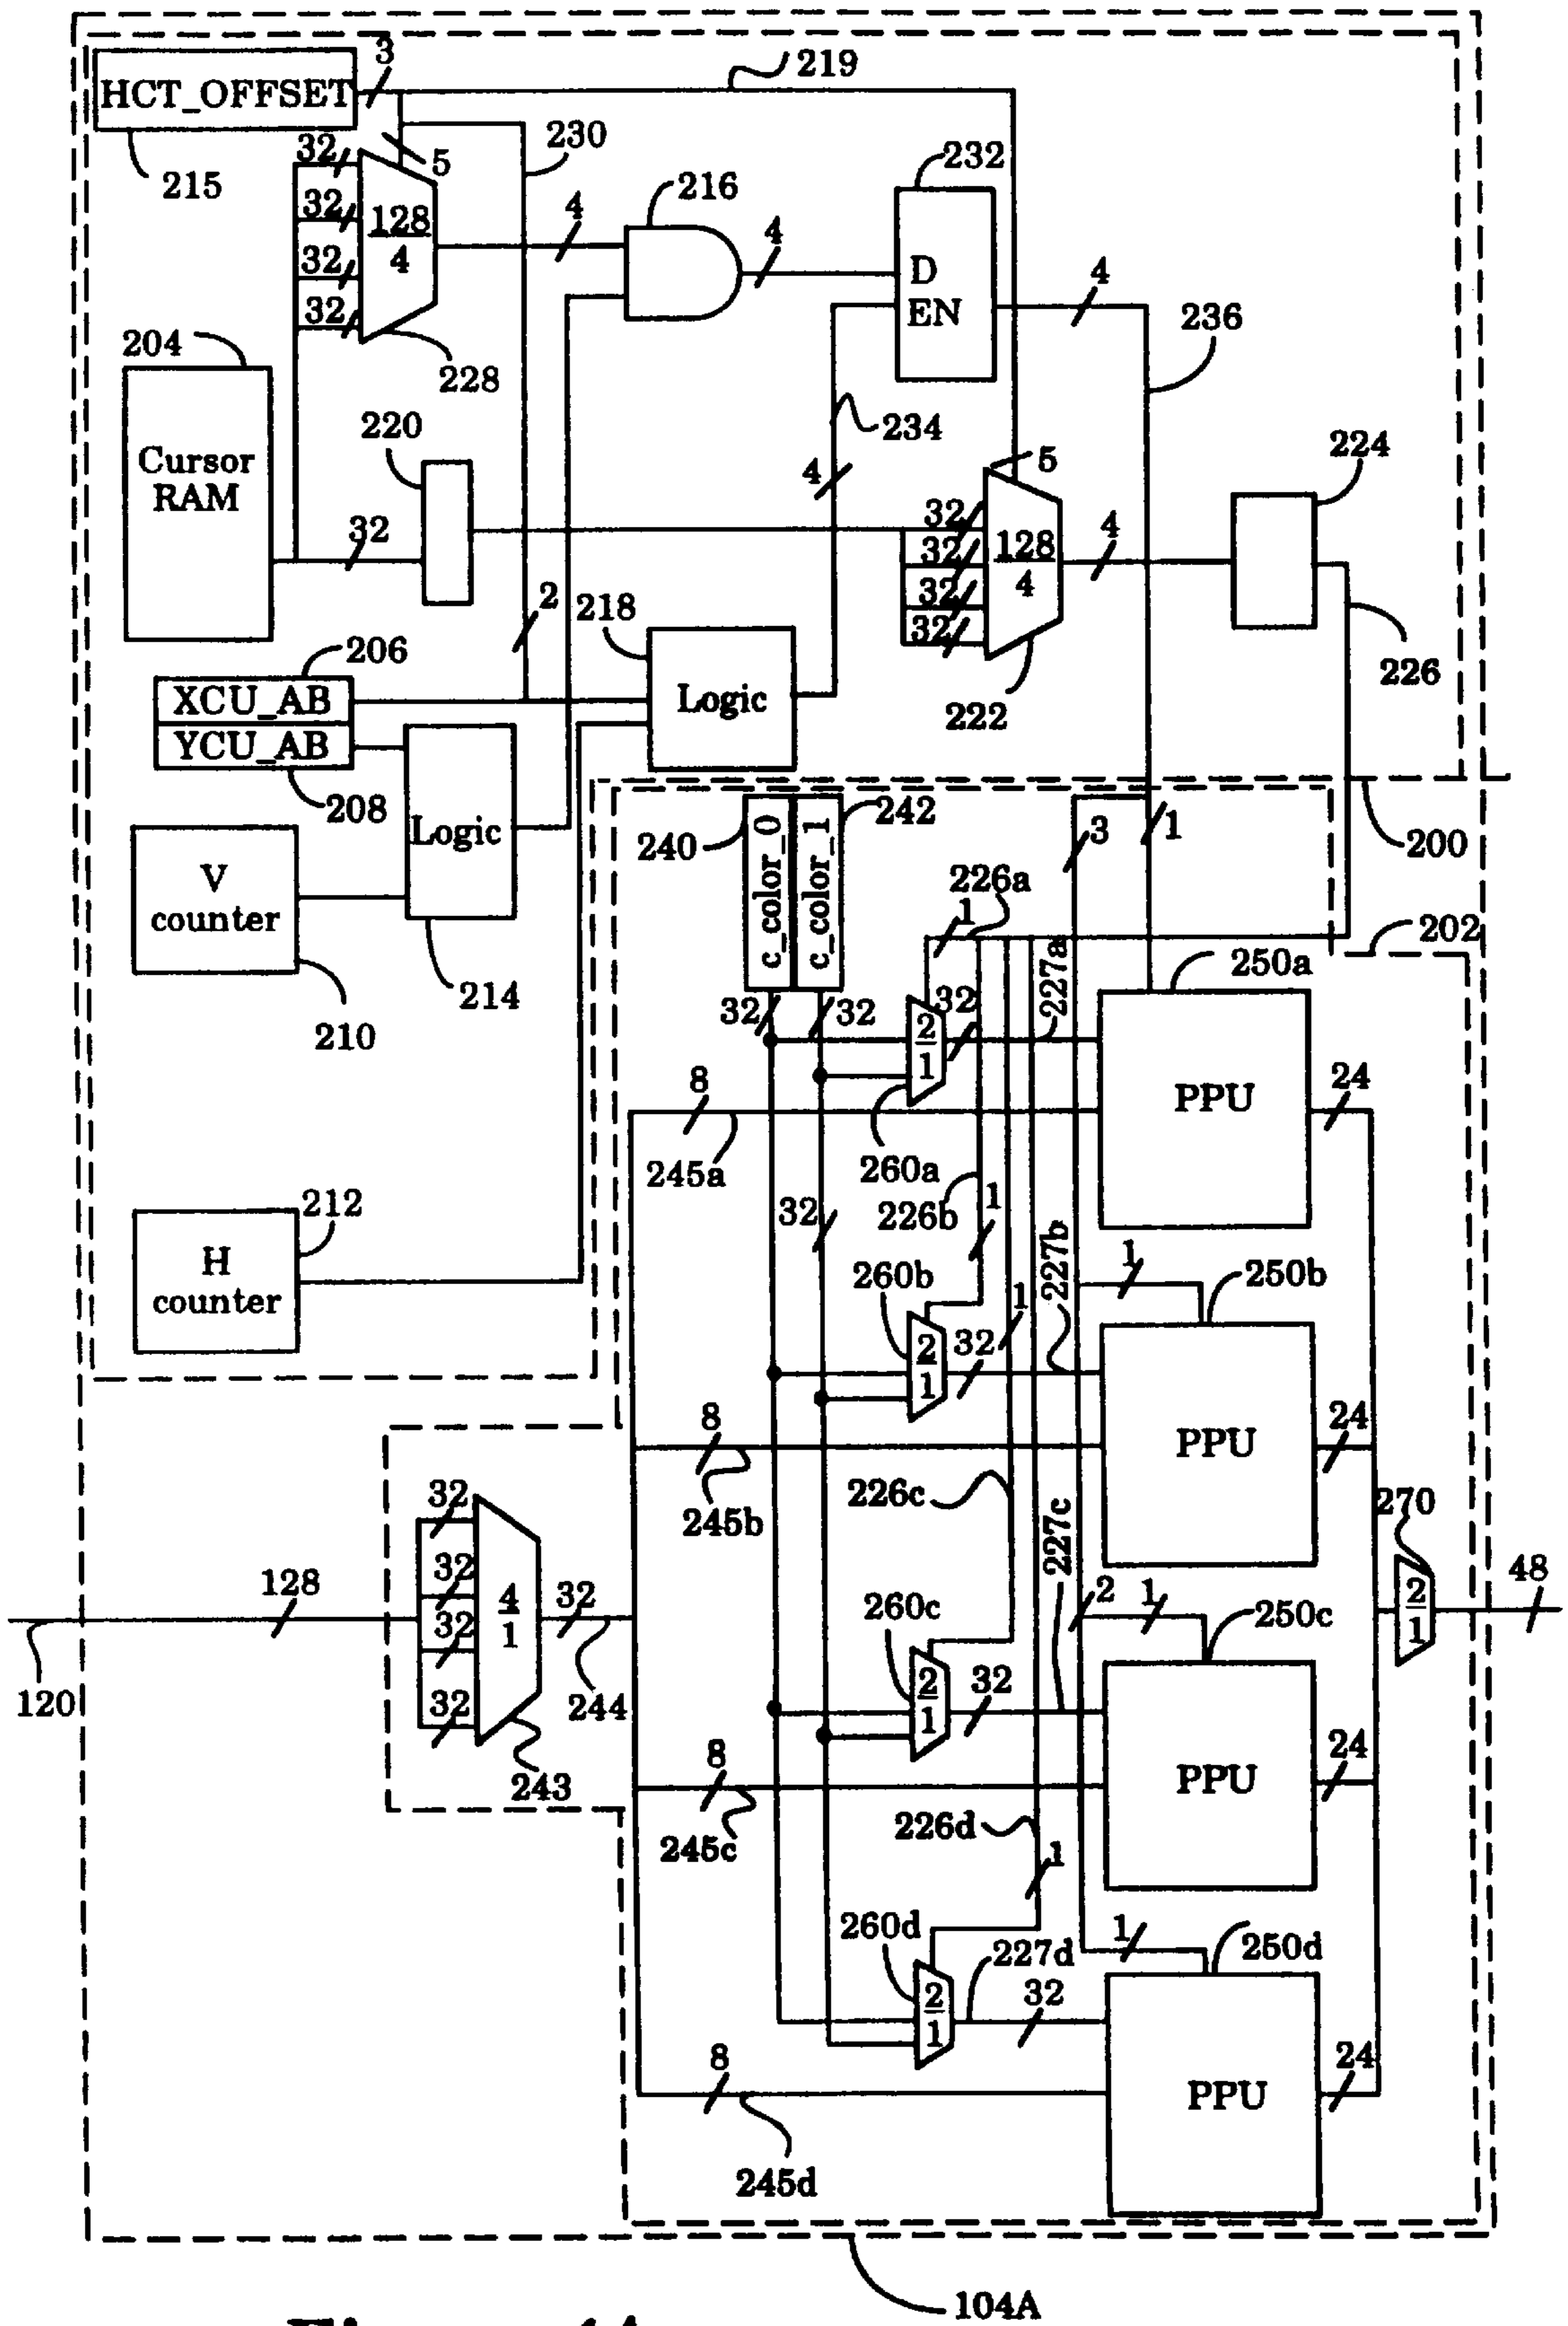 3
219
HCT_OFFSET
215
32
5
230
32
128
4
32
32
228
4
216
4
232
D
EN
4
236
204
Cursor
RAM
220
32
234
4
5
32
32
32
32
128
4
222
4
224
226
2
218
Logic
206
XCU_AB
YCU_AB
208
Logic
214
V
counter
210
200
202
240
c_color_0
c_color_1
242
3
1
226a
1
227a
250a
32
32
32
2
1
260a
PPU
24
8
245a
212
H
counter
32
226b
1
227b
1
250b
260b
2
1
32
1
PPU
24
8
245b
226c
227c
270
2
1
48
128
120
32
32
32
32
4
1
243
32
244
260c
2
1
32
2
1
250c
PPU
24
8
245c
226d
1
260d
2
1
227d
32
1
250d
PPU
24
8
245d
104A